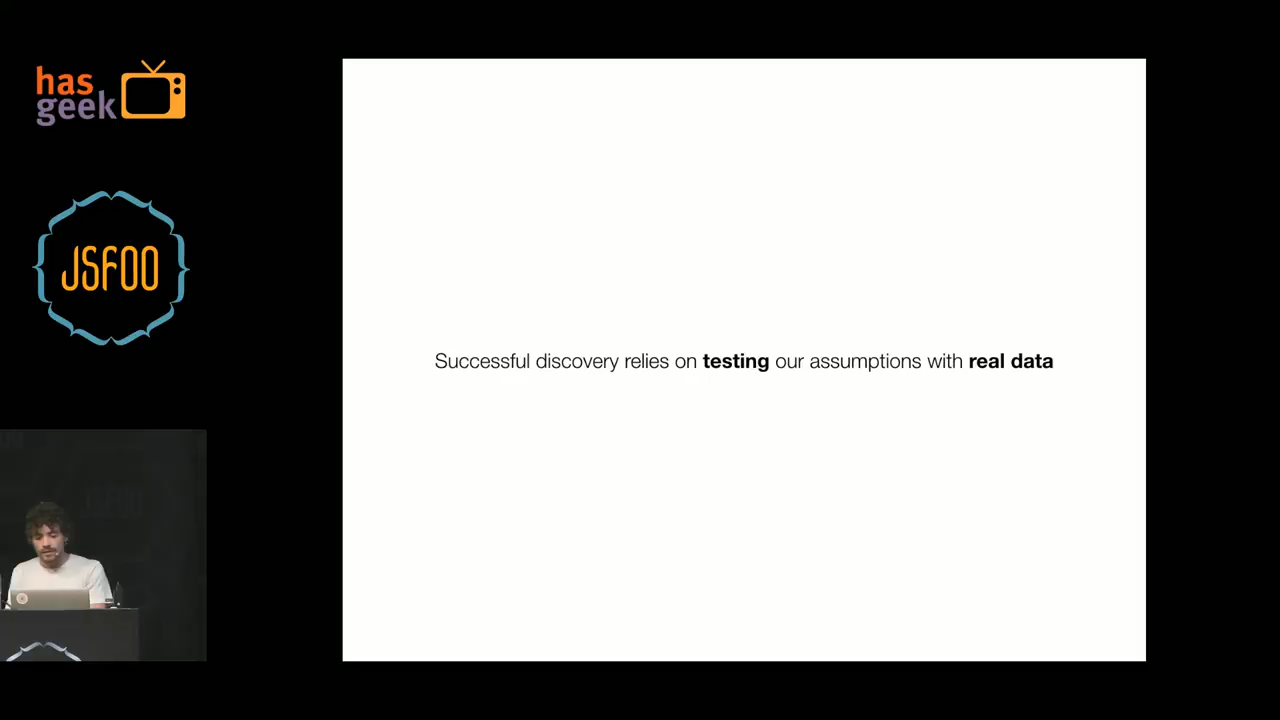 has
geek
JSFOO
Successful discovery relies on testing our assumptions with real data